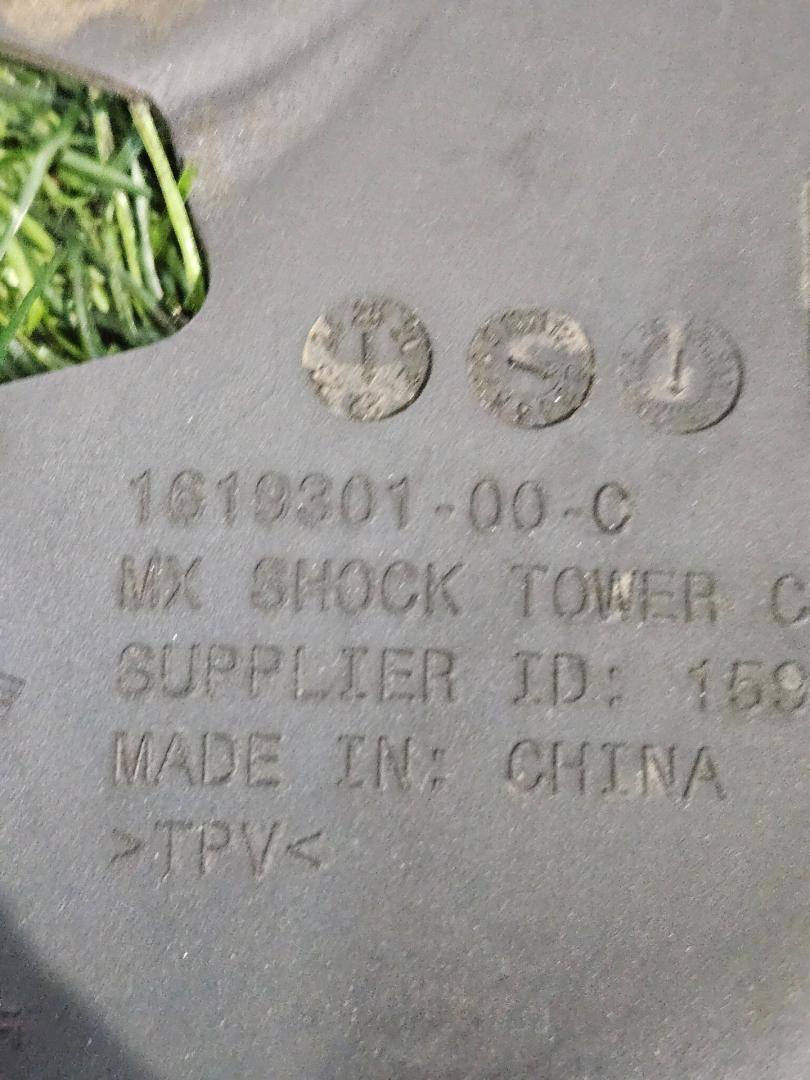 1619301-00-C
MX SHOCK TOWER C
SUPPLIER ID: 159
MADE IN: CHINA
>TPV<